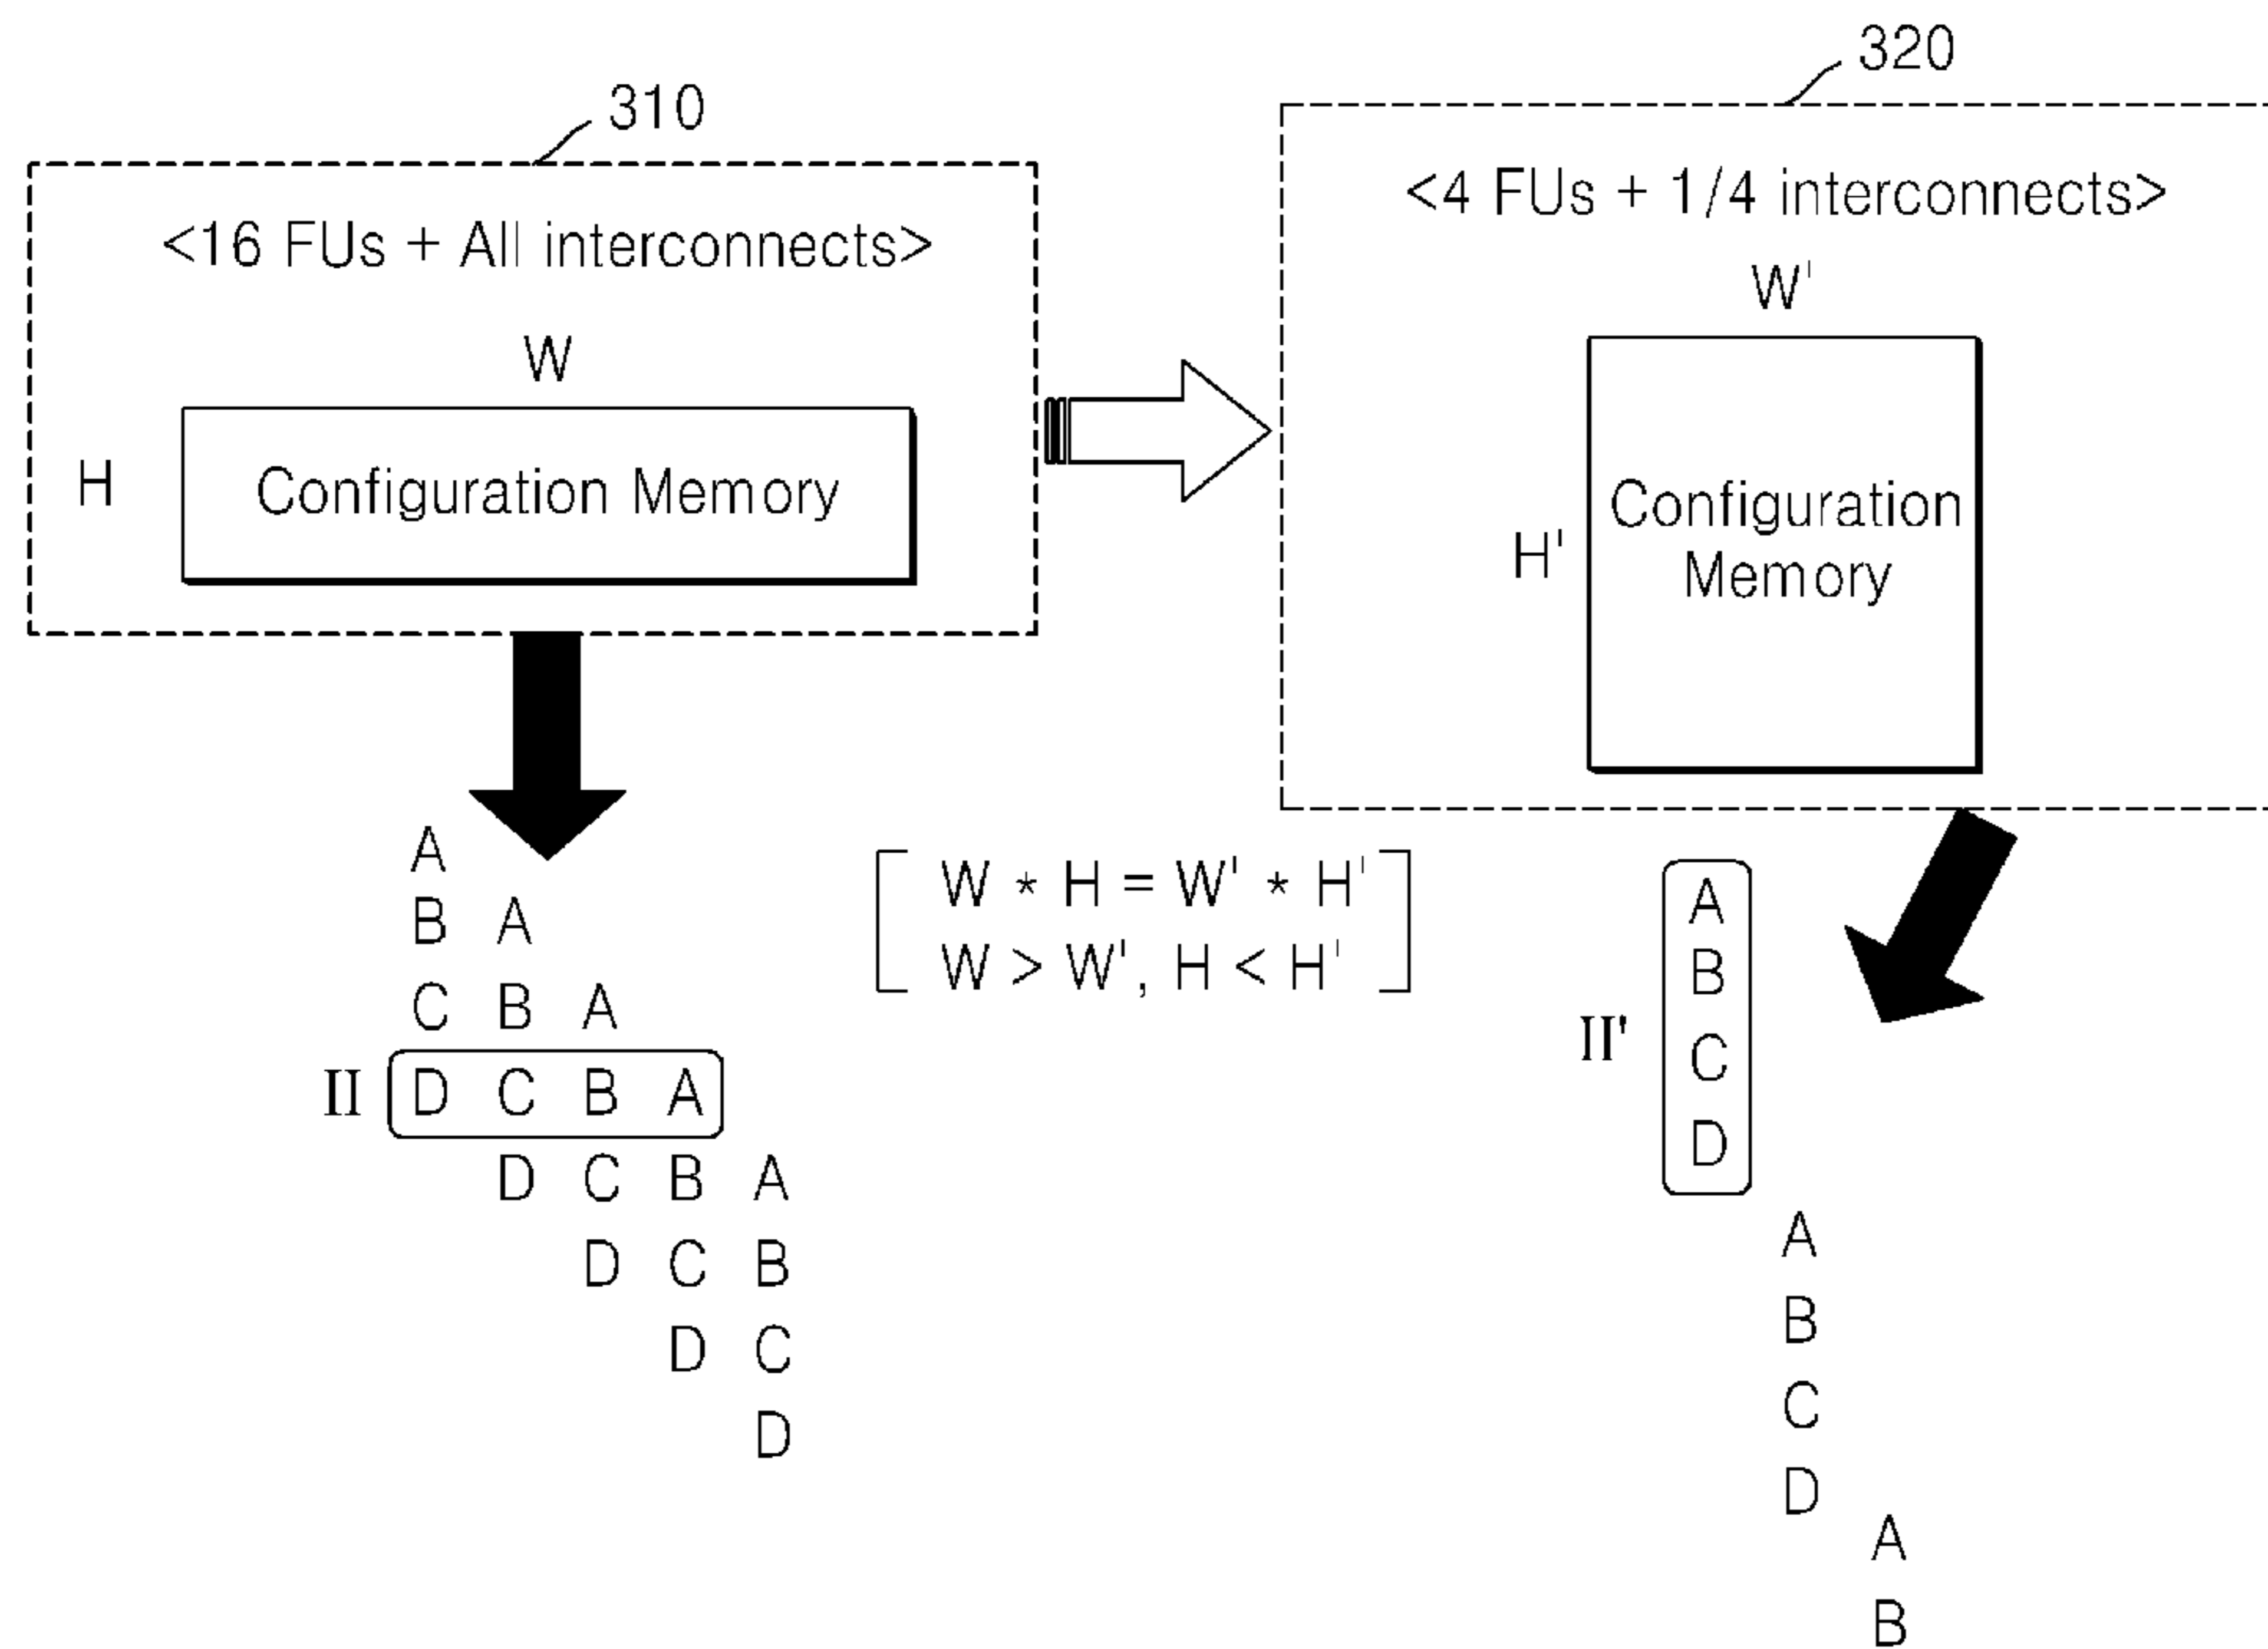 310
<16 FUs + All interconnects>
W
H
Configuration Memory
320
<4 FUs + 1/4 interconnects>
W'
H'
Configuration
Memory
A
B A
C B A
II D C B A
D C B A
D C B
D C
D
W * H = W' * H'
W > W', H < H'
II'
A
B
C
D
A
B
C
D
A
B